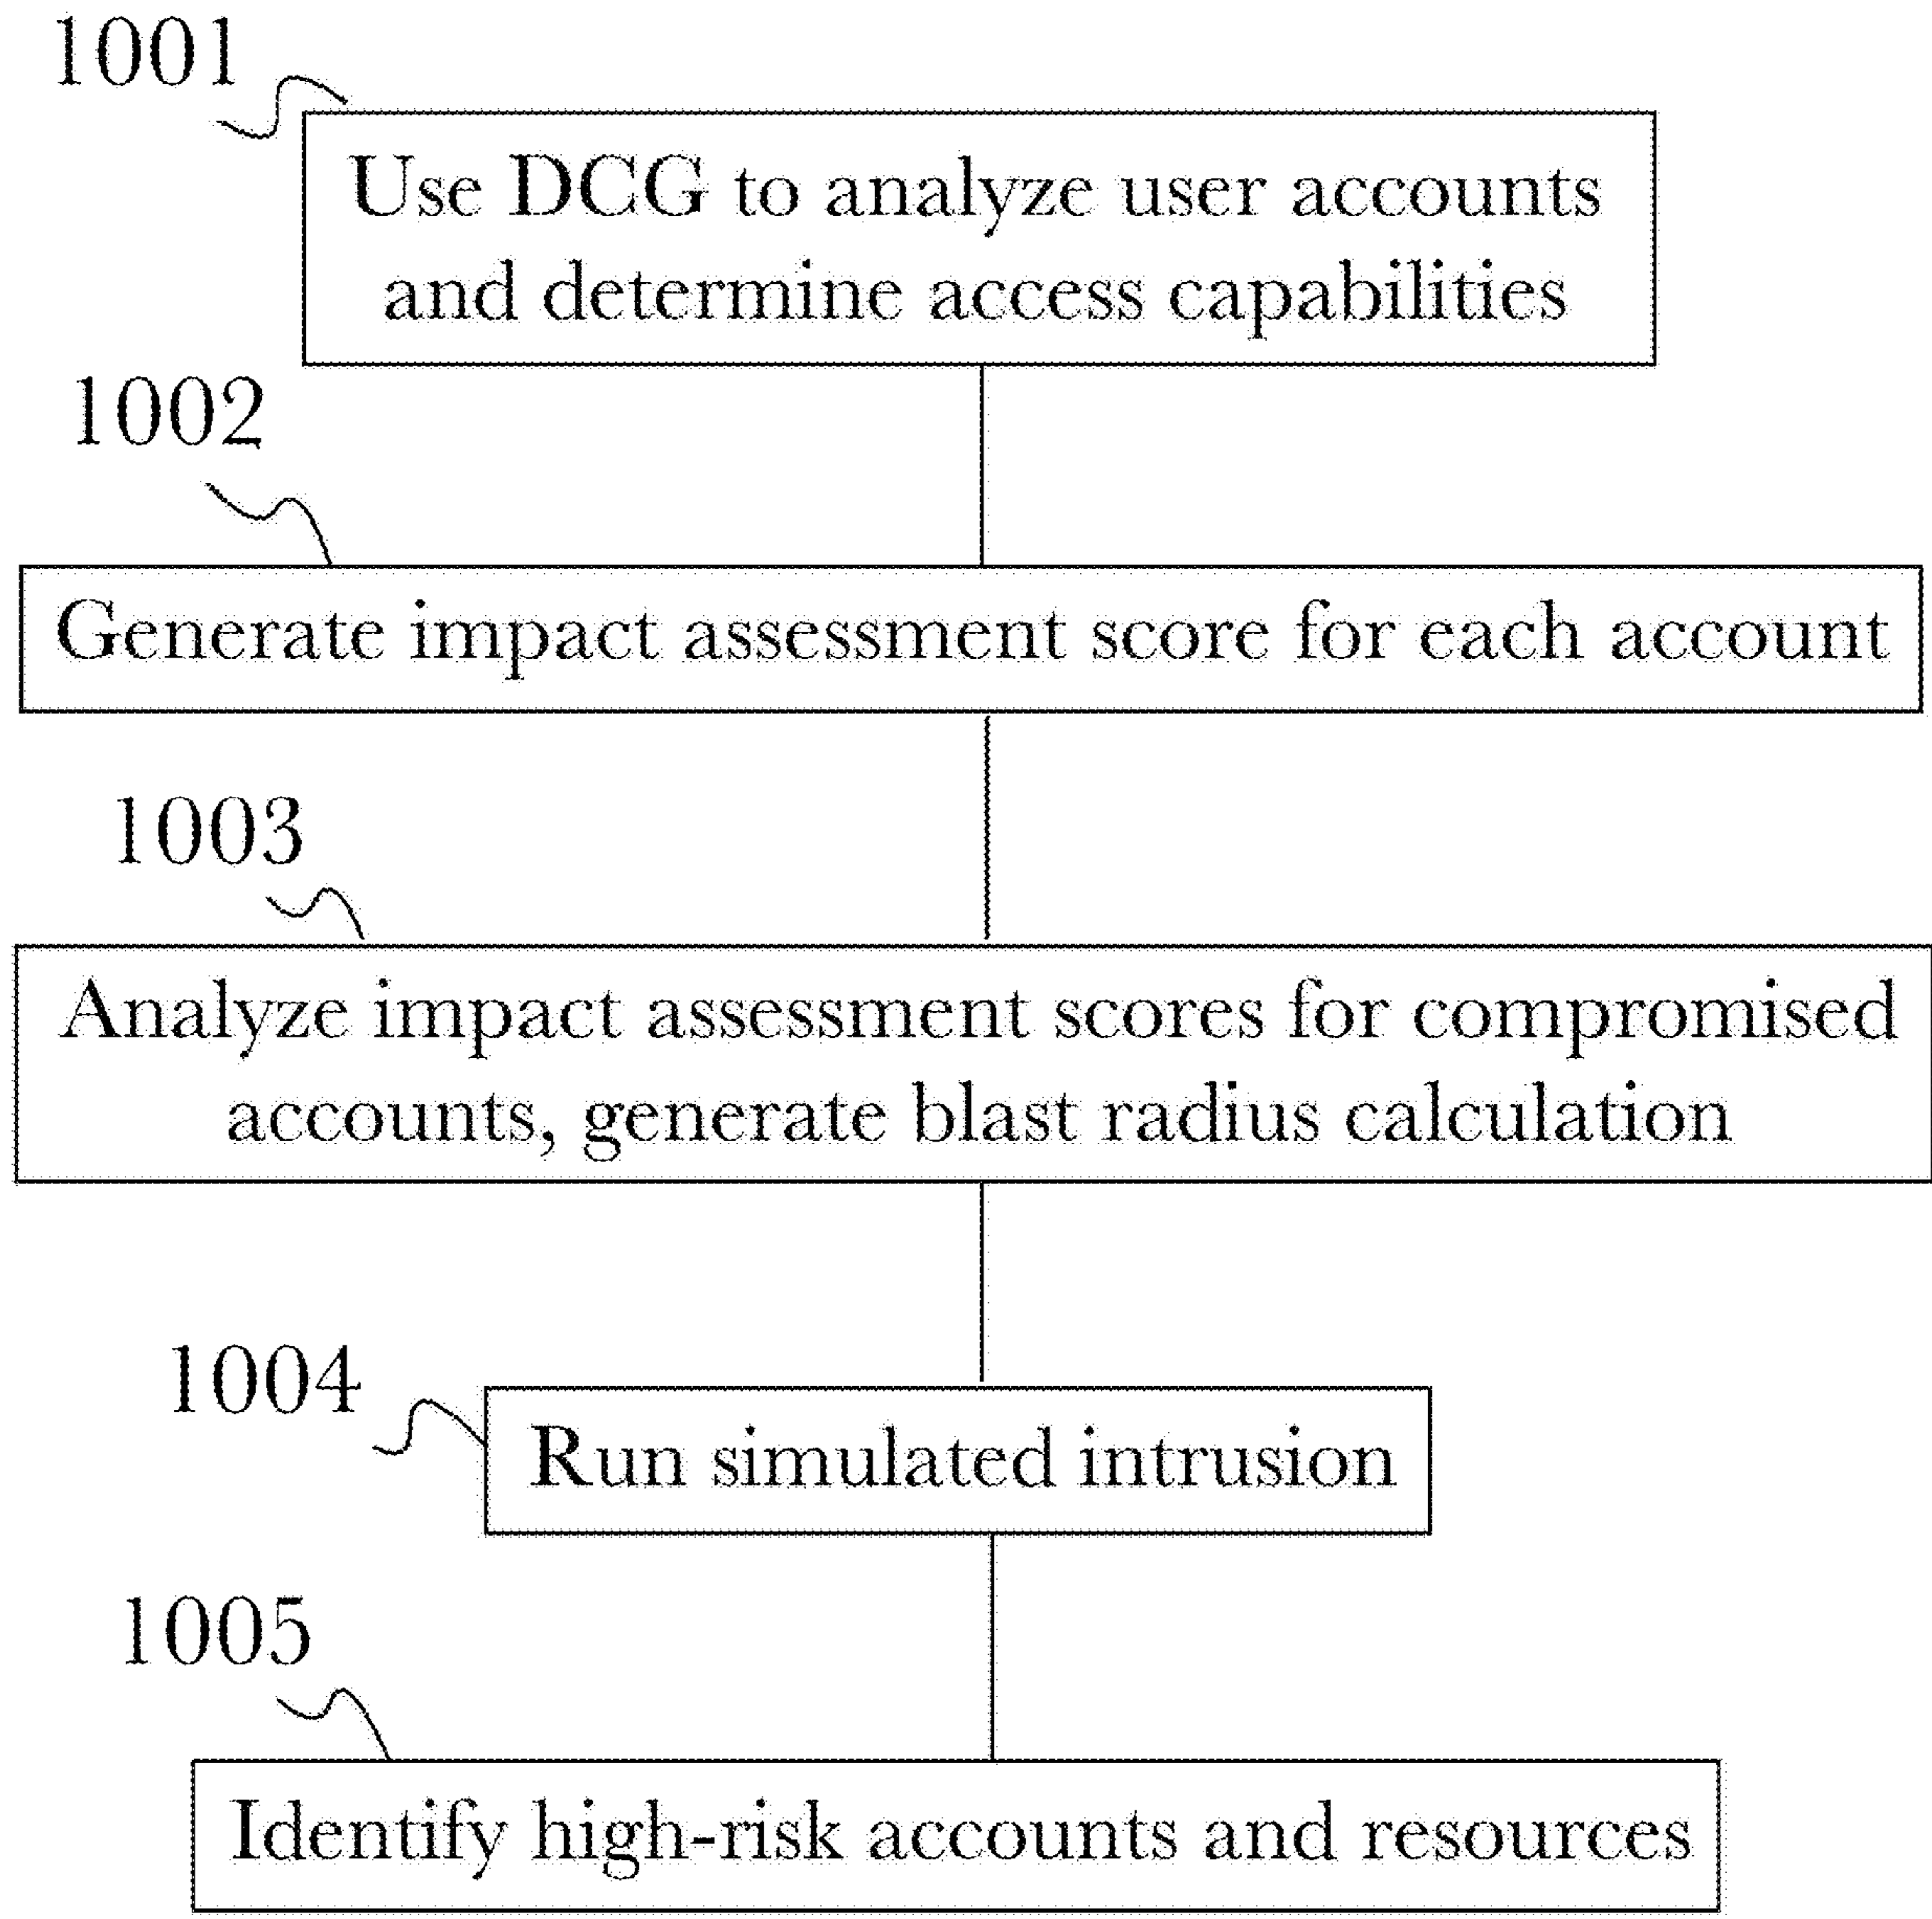 1001
Use DCG to analyze user accounts
and determine access capabilities
1002
Generate impact assessment score for each account
1003
Analyze impact assessment scores for compromised
accounts, generate blast radius calculation
1004
Run simulated intrusion
1005
Identify high-risk accounts and resources